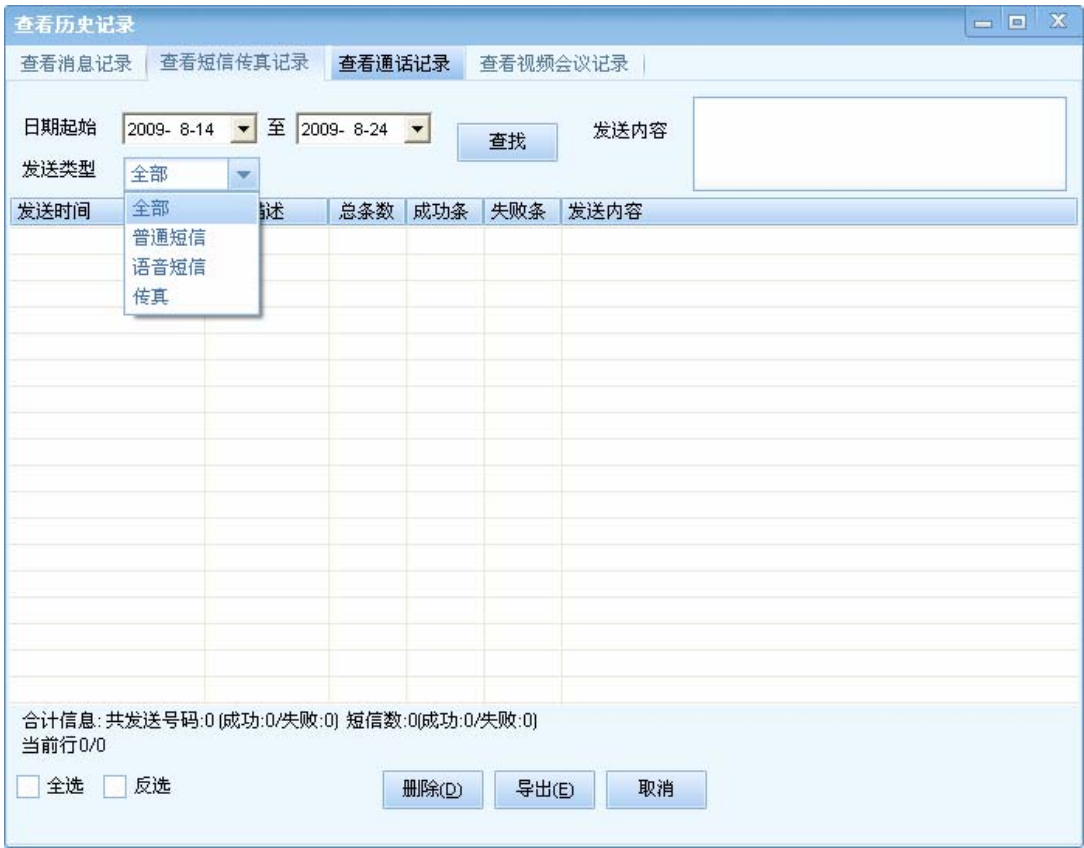 查看历史记录
查看消息记录 查看短信传真记录 查看通话记录 查看视频会议记录
日期起始 2009- 8-14 至 2009- 8-24 查找 发送内容
发送类型 全部
发送时间 描述 总条数 成功条 失败条 发送内容
全部
普通短信
语音短信
传真
合计信息: 共发送号码:0 (成功:0/失败:0) 短信数:0(成功:0/失败:0)
当前行0/0
全选 反选 删除(D) 导出(E) 取消